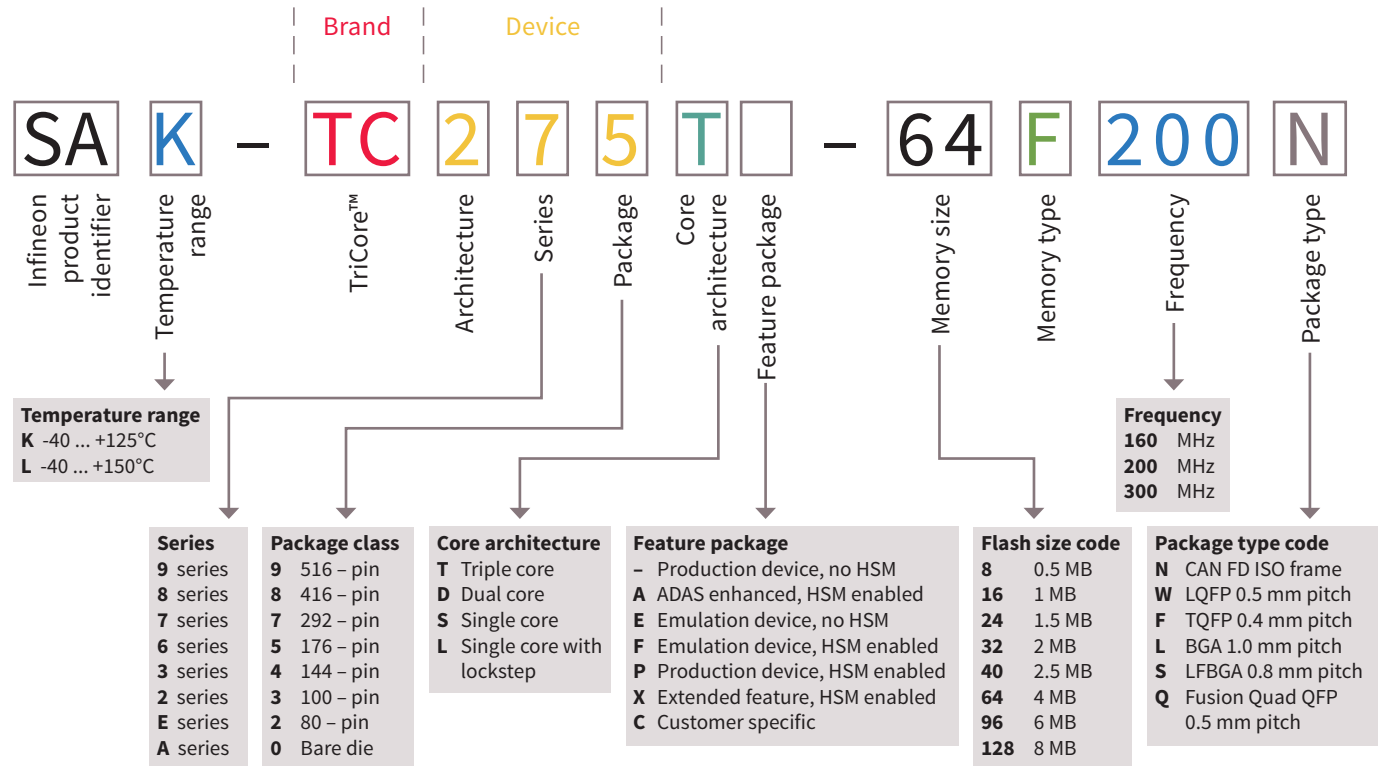 Brand
Device
SA K – TC 2 7 5 T – 64 F 200 N
Infineon
product
identifier
Temperature
range
TriCore™
Architecture
Series
Package
Core
architecture
Feature package
Memory size
Memory type
Frequency
Package type
Temperature range
K -40 ... +125°C
L -40 ... +150°C
Frequency
160 MHz
200 MHz
300 MHz
Series
9 series
8 series
7 series
6 series
3 series
2 series
E series
A series
Package class
9 516 – pin
8 416 – pin
7 292 – pin
5 176 – pin
4 144 – pin
3 100 – pin
2 80 – pin
0 Bare die
Core architecture
T Triple core
D Dual core
S Single core
L Single core with
lockstep
Feature package
– Production device, no HSM
A ADAS enhanced, HSM enabled
E Emulation device, no HSM
F Emulation device, HSM enabled
P Production device, HSM enabled
X Extended feature, HSM enabled
C Customer specific
Flash size code
8 0.5 MB
16 1 MB
24 1.5 MB
32 2 MB
40 2.5 MB
64 4 MB
96 6 MB
128 8 MB
Package type code
N CAN FD ISO frame
W LQFP 0.5 mm pitch
F TQFP 0.4 mm pitch
L BGA 1.0 mm pitch
S LFBGA 0.8 mm pitch
Q Fusion Quad QFP
0.5 mm pitch